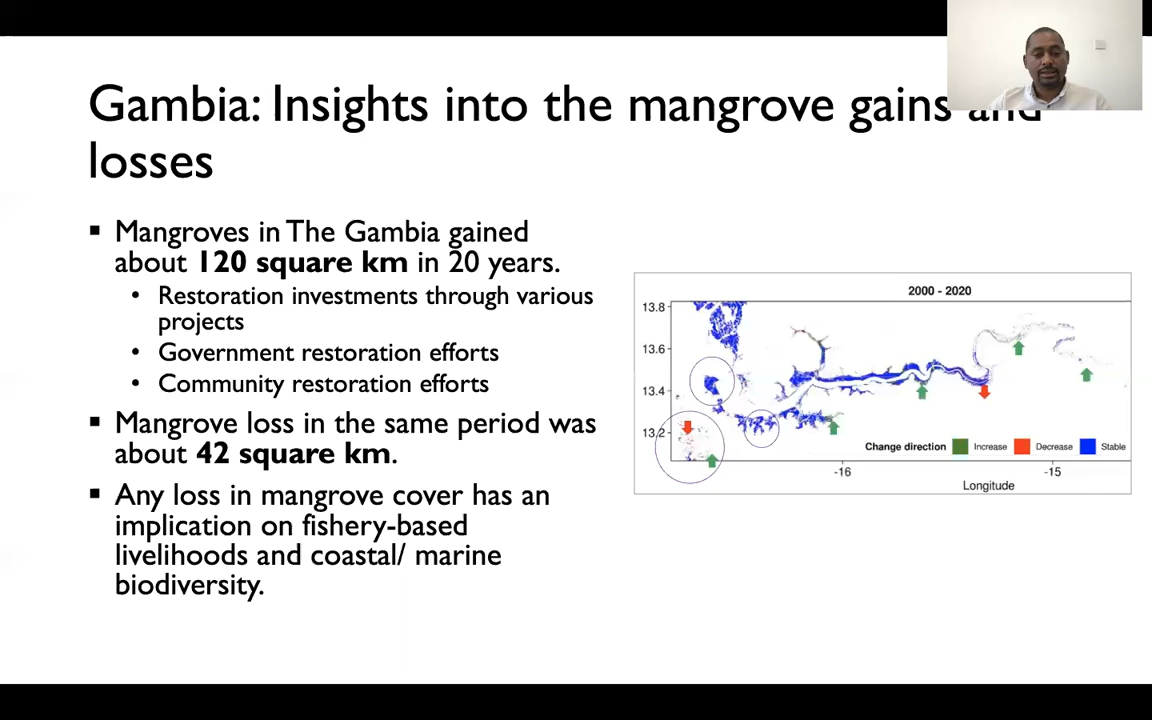 Gambia: Insights into the mangrove gains and
losses
▪ Mangroves in The Gambia gained
about 120 square km in 20 years.
• Restoration investments through various
projects
• Government restoration efforts
• Community restoration efforts
▪ Mangrove loss in the same period was
about 42 square km.
▪ Any loss in mangrove cover has an
implication on fishery-based
livelihoods and coastal/ marine
biodiversity.
2000 - 2020
13.8
13.6
13.4
13.2
Change direction Increase Decrease Stable
-16 -15
Longitude